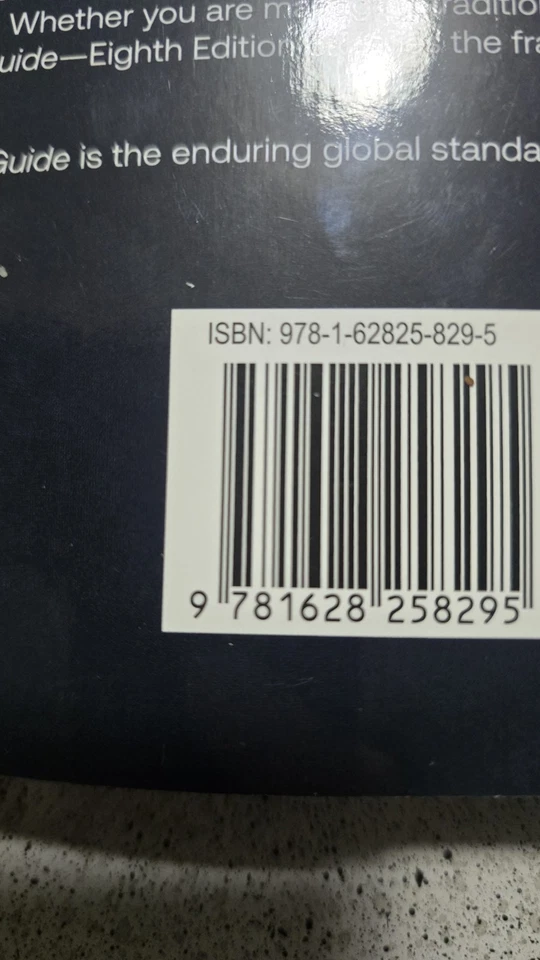 Whether you are
uide—Eighth Edition the
Guide is the enduring global standa
ISBN: 978-1-62825-829-5
9 781628 258295